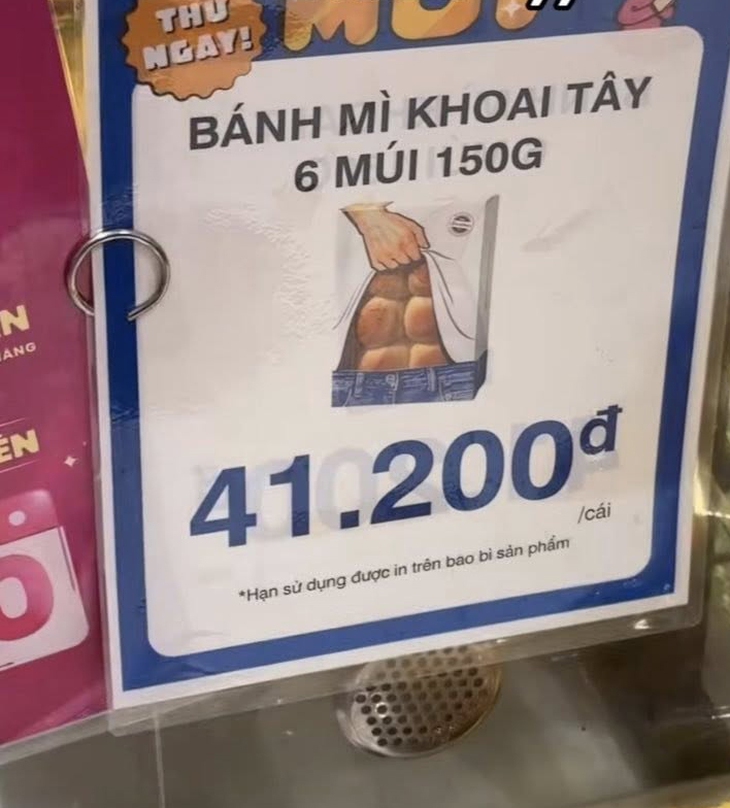 THỬ
NGAY!
BÁNH MÌ KHOAI TÂY
6 MÚI 150G
41.200đ
/cái
*Hạn sử dụng được in trên bao bì sản phẩm